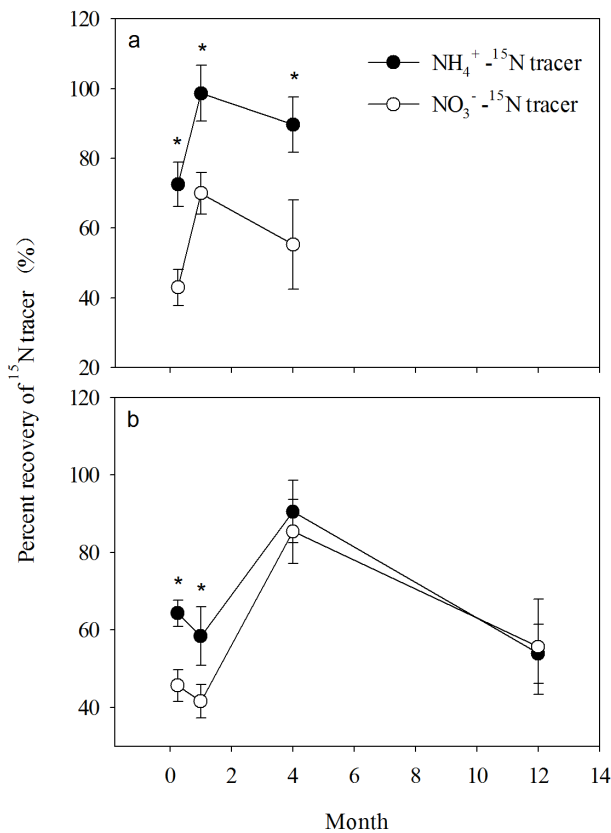 120
a
*
*
*
NH₄⁺ -¹⁵N tracer
NO₃⁻ -¹⁵N tracer
100
80
60
40
20
Percent recovery of ¹⁵N tracer (%)
120
b
100
80
*
*
60
40
0 2 4 6 8 10 12 14
Month